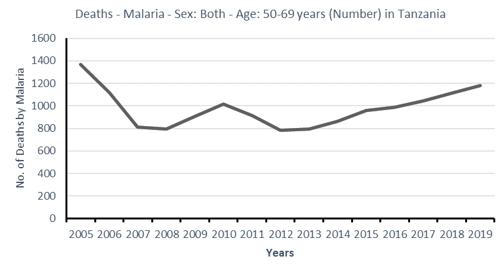 Deaths - Malaria - Sex: Both - Age: 50-69 years (Number) in Tanzania
No. of Deaths by Malaria
1600
1400
1200
1000
800
600
400
200
0
2005 2006 2007 2008 2009 2010 2011 2012 2013 2014 2015 2016 2017 2018 2019
Years